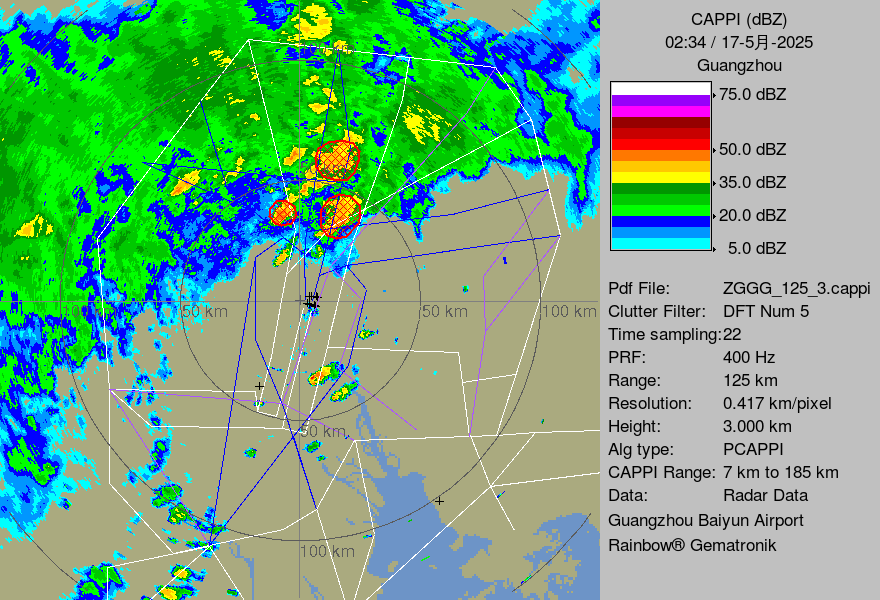 CAPPI (dBZ)
02:34 / 17-5月-2025
Guangzhou
75.0 dBZ
50.0 dBZ
35.0 dBZ
20.0 dBZ
5.0 dBZ
Pdf File: ZGGG_125_3.cappi
Clutter Filter: DFT Num 5
Time sampling:22
PRF: 400 Hz
Range: 125 km
Resolution: 0.417 km/pixel
Height: 3.000 km
Alg type: PCAPPI
CAPPI Range: 7 km to 185 km
Data: Radar Data
Guangzhou Baiyun Airport
Rainbow® Gematronik
50 km
50 km
100 km
50 km
100 km